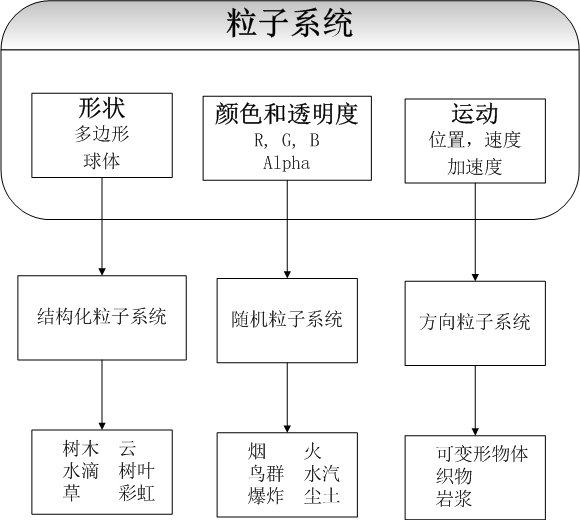 粒子系统
形状
多边形
球体
颜色和透明度
R, G, B
Alpha
运动
位置，速度
加速度
结构化粒子系统
随机粒子系统
方向粒子系统
树木 云
水滴 树叶
草 彩虹
烟 火
鸟群 水汽
爆炸 尘土
可变形物体
织物
岩浆